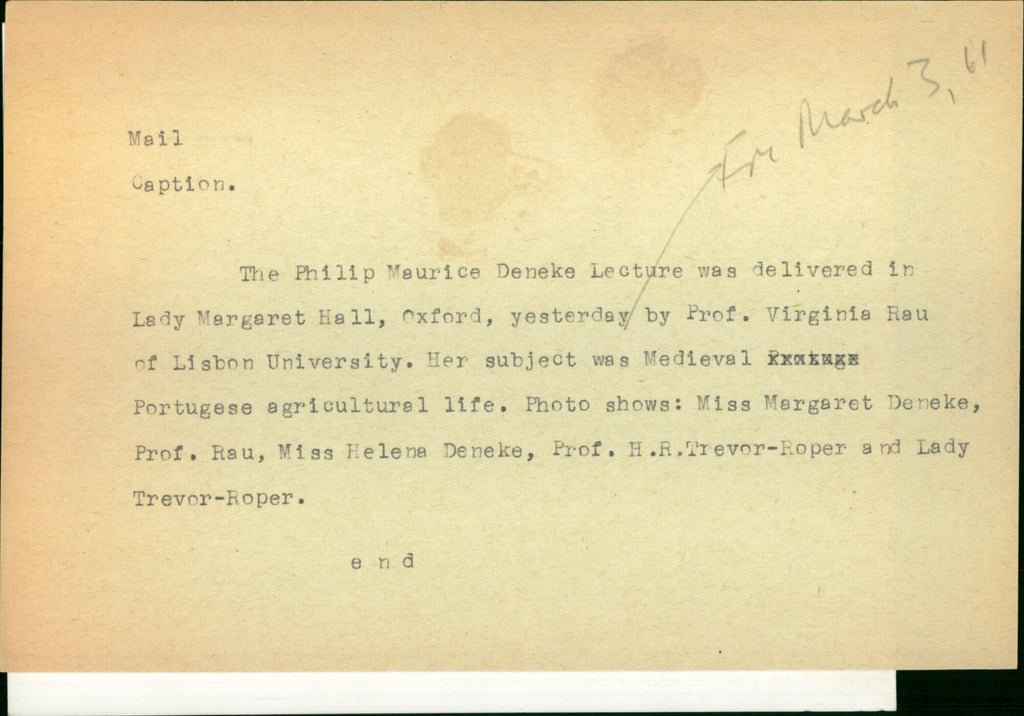 Fri March 3, 61
Mail
Caption.
The Philip Maurice Deneke Lecture was delivered in
Lady Margaret Hall, Oxford, yesterday by Prof. Virginia Rau
of Lisbon University. Her subject was Medieval
Portugese agricultural life. Photo shows: Miss Margaret Deneke,
Prof. Rau, Miss Helena Deneke, Prof. H.R.Trevor-Roper and Lady
Trevor-Roper.
e n d